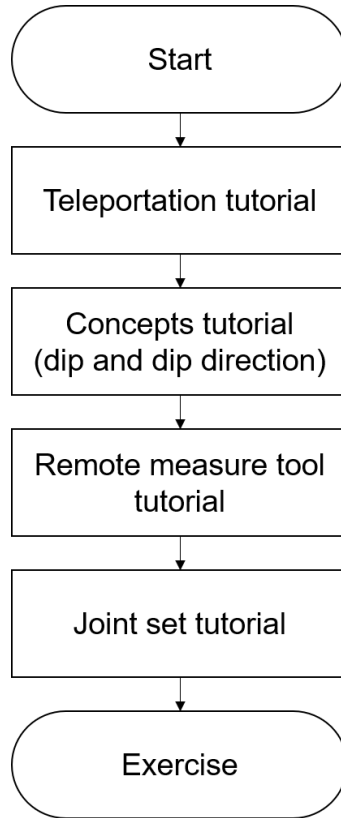 Start
Teleportation tutorial
Concepts tutorial
(dip and dip direction)
Remote measure tool
tutorial
Joint set tutorial
Exercise